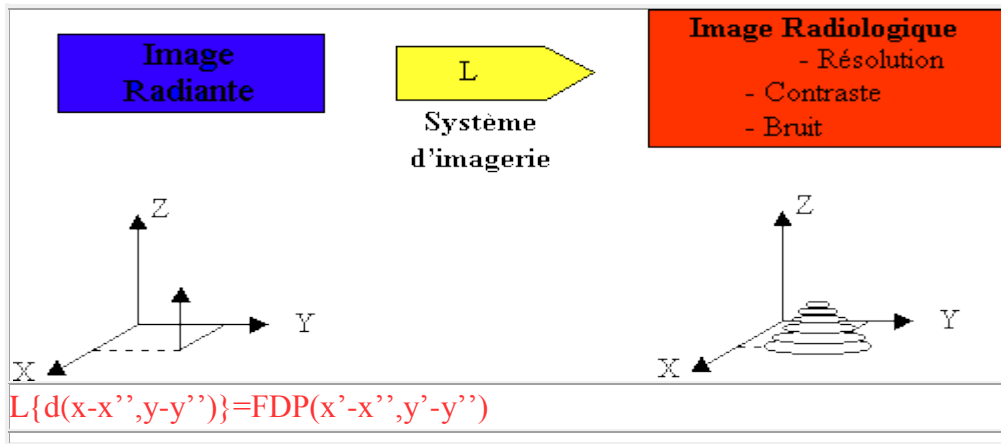 Image
Radiante
L
Système
d'imagerie
Image Radiologique
- Résolution
- Contraste
- Bruit
Z
Y
X
Z
Y
X
L{d(x-x’’,y-y’’)}=FDP(x’-x’’,y’-y’’)